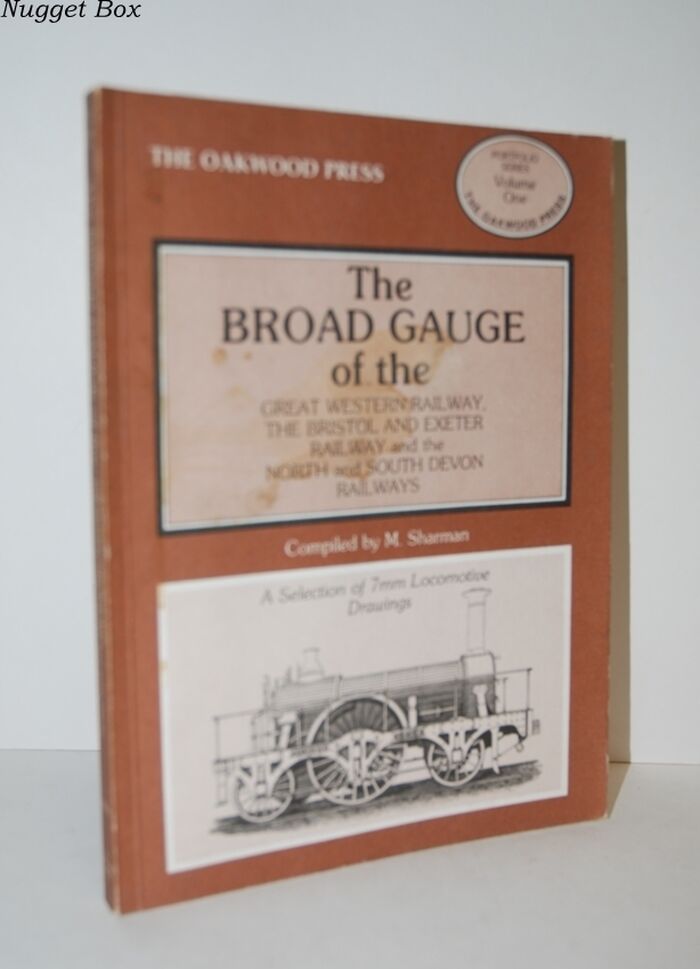 Nugget Box
THE OAKWOOD PRESS
PORTFOLIO
SERIES
Volume
One
THE OAKWOOD PRESS
The
BROAD GAUGE
of the
GREAT WESTERN RAILWAY,
THE BRISTOL AND EXETER
RAILWAY and the
NORTH and SOUTH DEVON
RAILWAYS
Compiled by M. Sharman
A Selection of 7mm Locomotive
Drawings